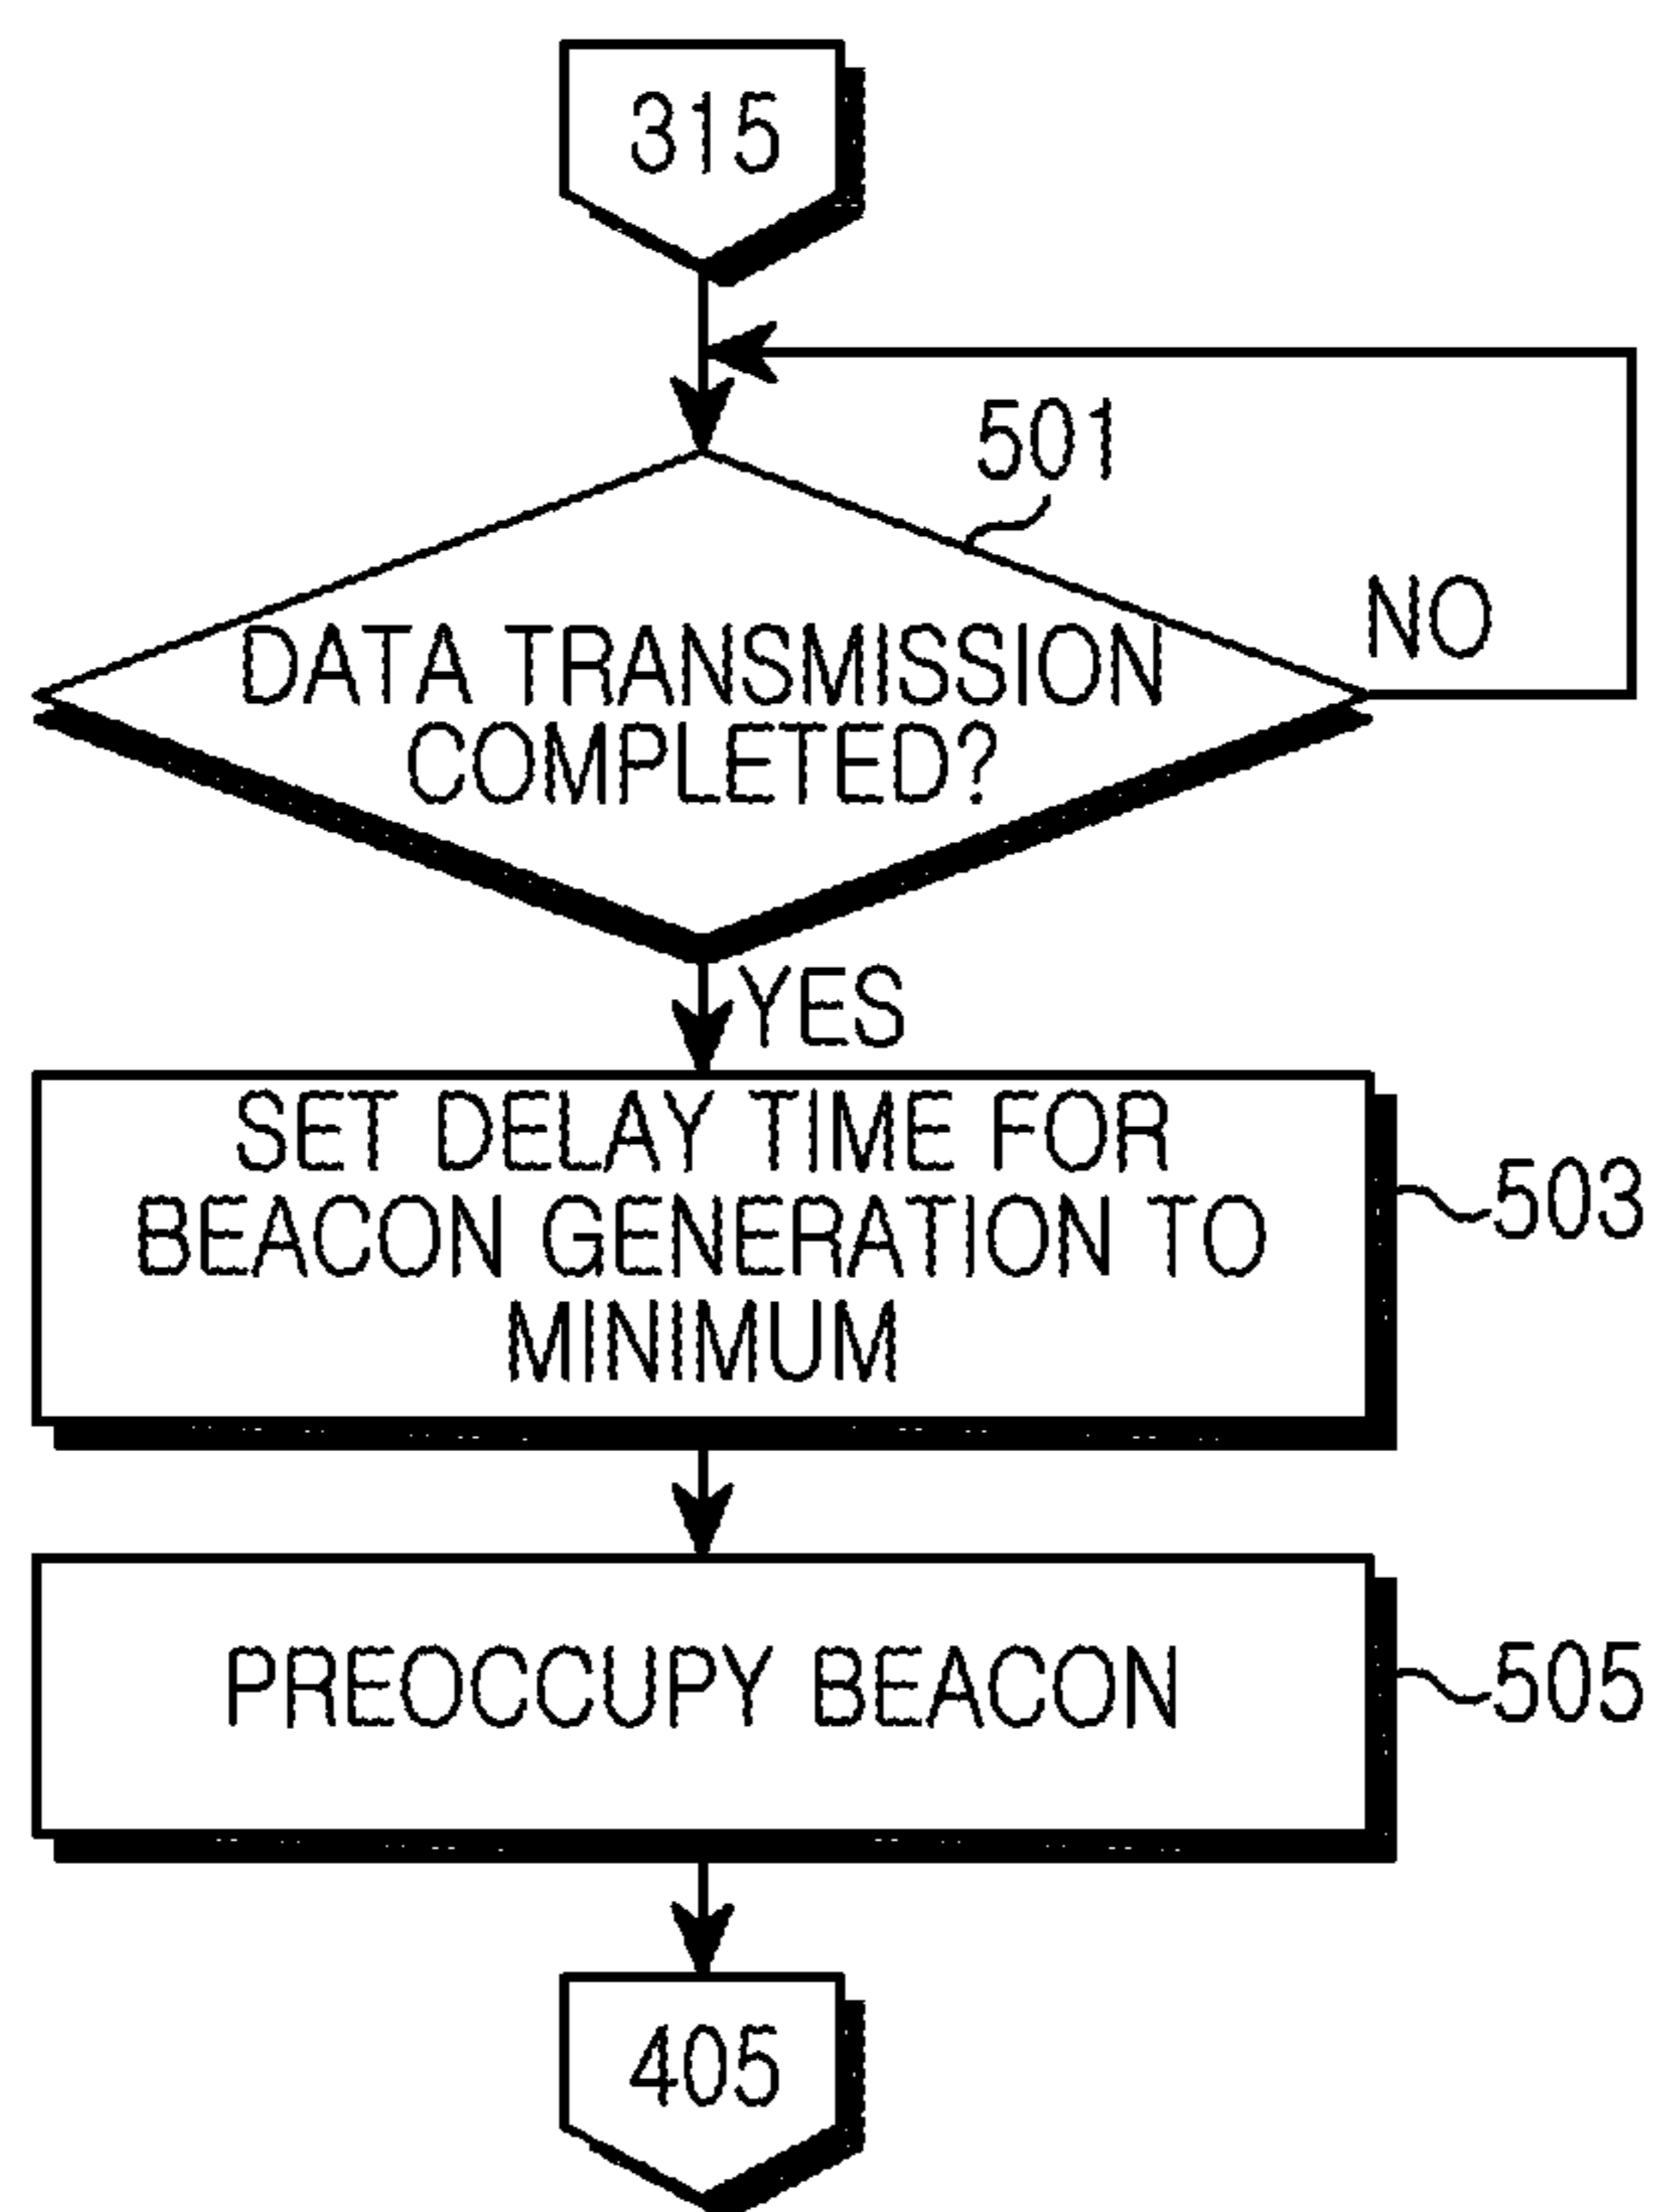 315
501
NO
DATA TRANSMISSION
COMPLETED?
YES
SET DELAY TIME FOR
BEACON GENERATION TO
MINIMUM
503
PREOCCUPY BEACON
505
405